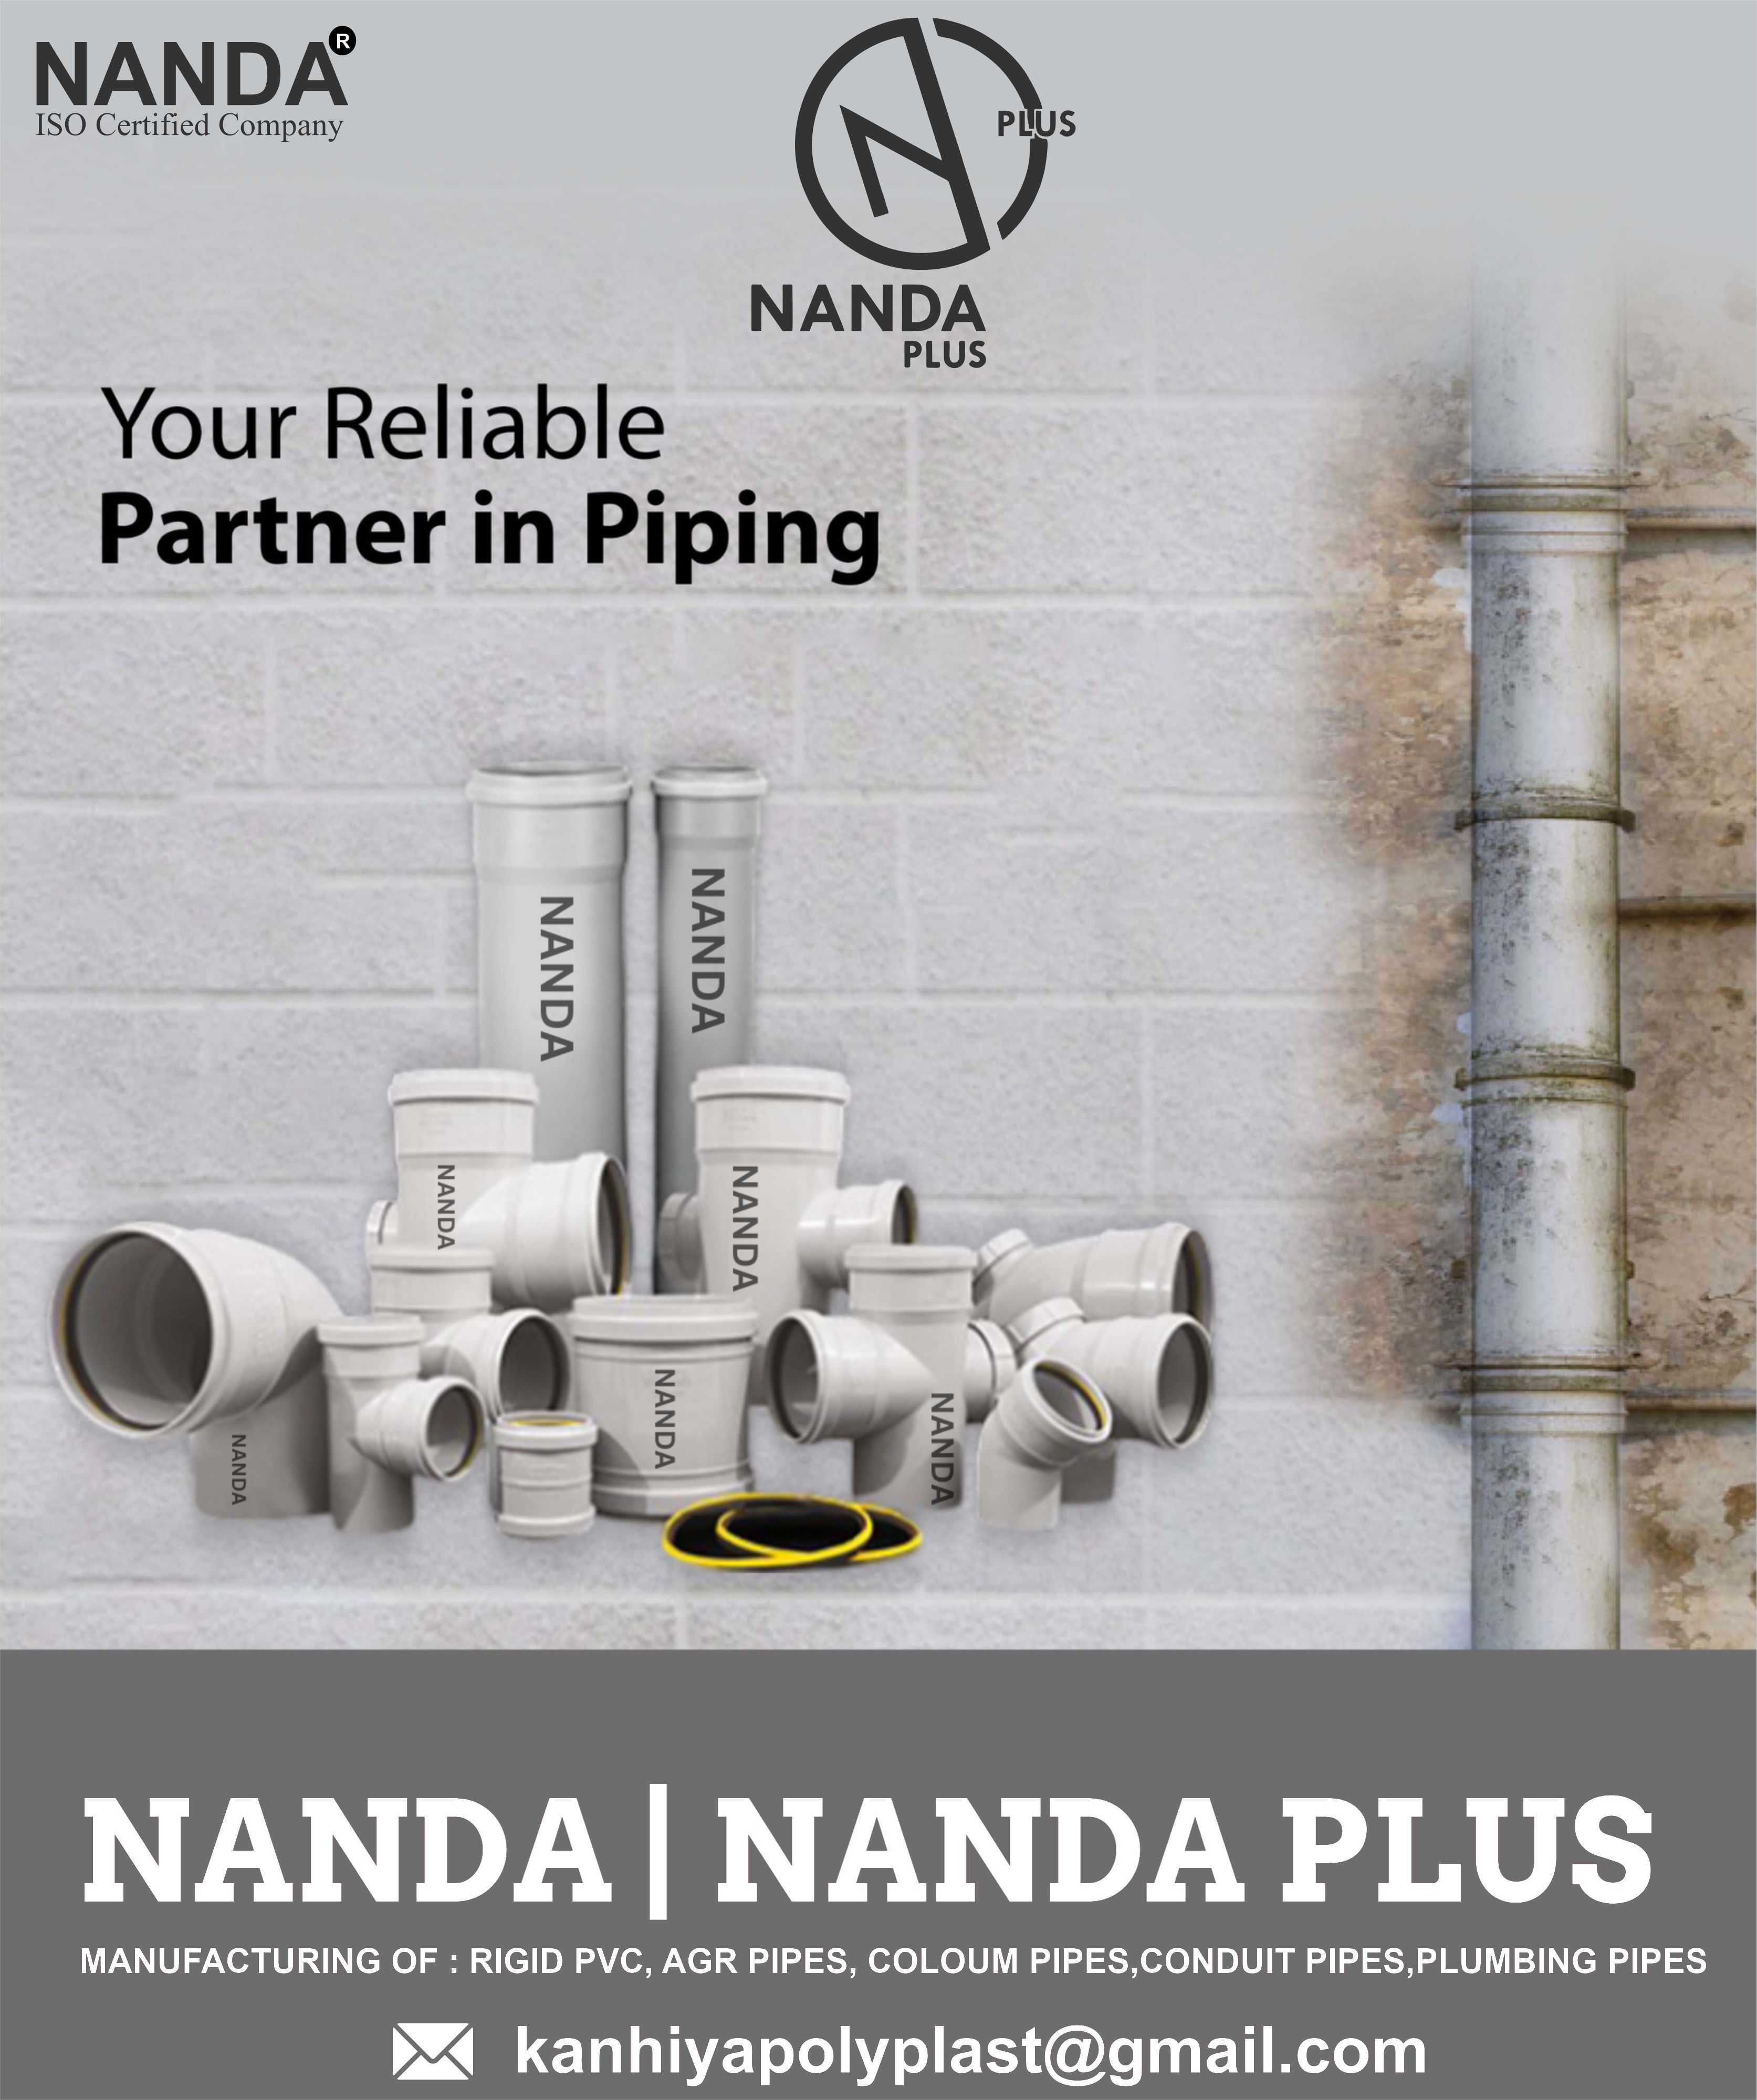 NANDA®
ISO Certified Company
PLUS
NANDA
PLUS
Your Reliable
Partner in Piping
NANDA
NANDA
NANDA
NANDA
NANDA
NANDA
NANDA
NANDA | NANDA PLUS
MANUFACTURING OF : RIGID PVC, AGR PIPES, COLOUM PIPES,CONDUIT PIPES,PLUMBING PIPES
kanhiyapolyplast@gmail.com